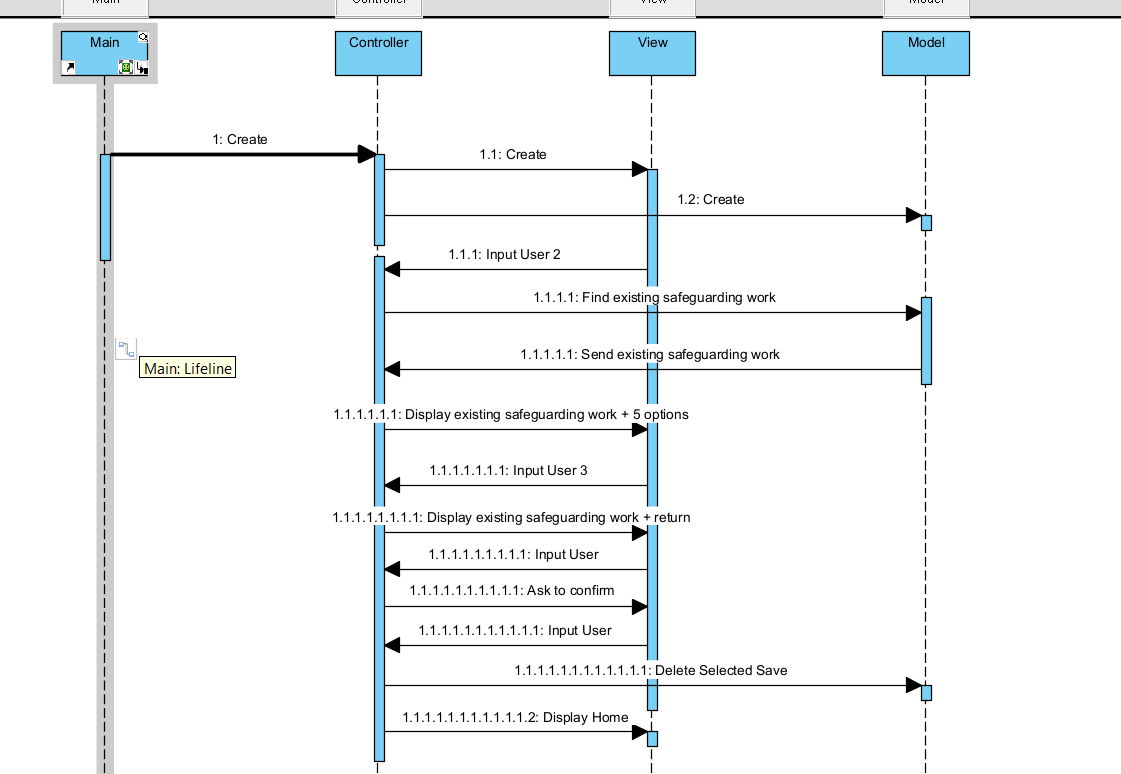 Main Controller View Model
Main Controller View Model
1: Create
1.1: Create
1.2: Create
1.1.1: Input User 2
1.1.1.1: Find existing safeguarding work
1.1.1.1.1: Send existing safeguarding work
Main: Lifeline
1.1.1.1.1.1: Display existing safeguarding work + 5 options
1.1.1.1.1.1.1: Input User 3
1.1.1.1.1.1.1.1: Display existing safeguarding work + return
1.1.1.1.1.1.1.1.1: Input User
1.1.1.1.1.1.1.1.1.1: Ask to confirm
1.1.1.1.1.1.1.1.1.1.1: Input User
1.1.1.1.1.1.1.1.1.1.1.1: Delete Selected Save
1.1.1.1.1.1.1.1.1.1.1.2: Display Home